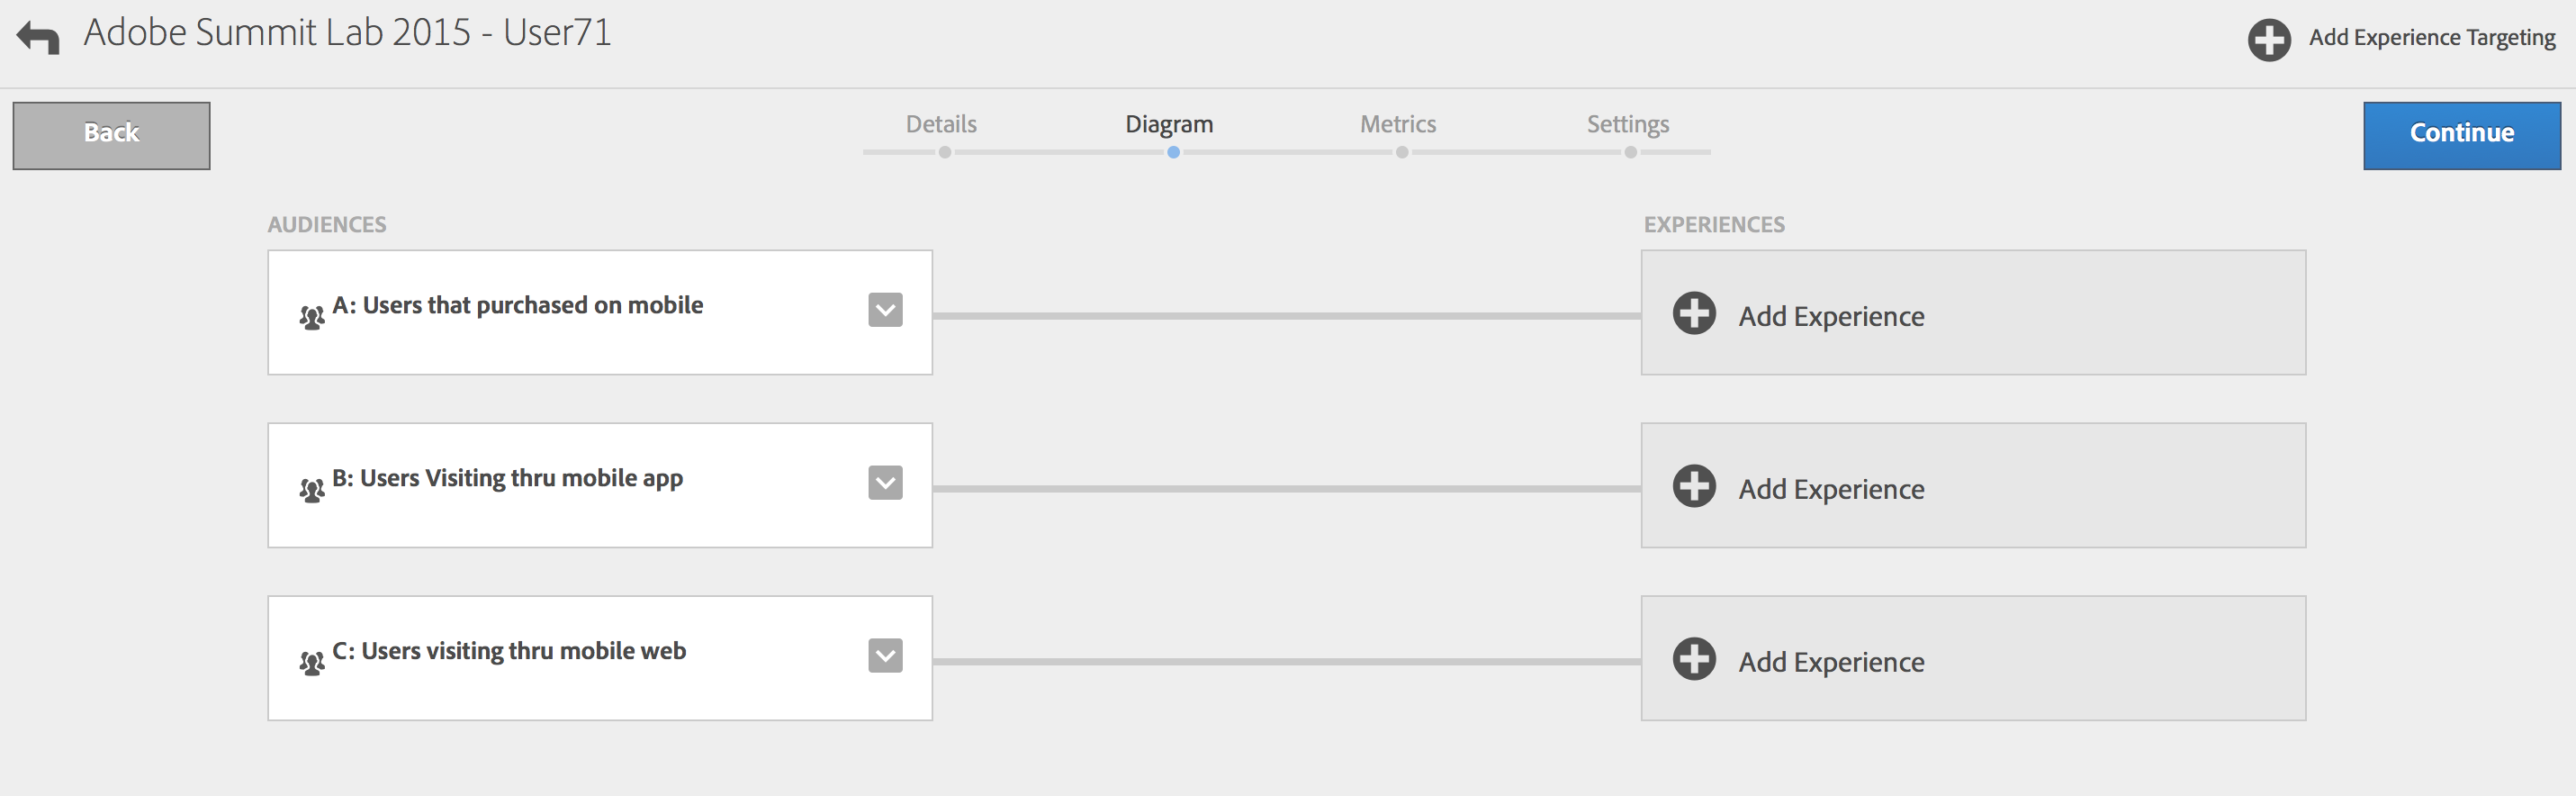 Adobe Summit Lab 2015 - User71
Add Experience Targeting
Back
Details
Diagram
Metrics
Settings
Continue
AUDIENCES
EXPERIENCES
A: Users that purchased on mobile
Add Experience
B: Users Visiting thru mobile app
Add Experience
C: Users visiting thru mobile web
Add Experience